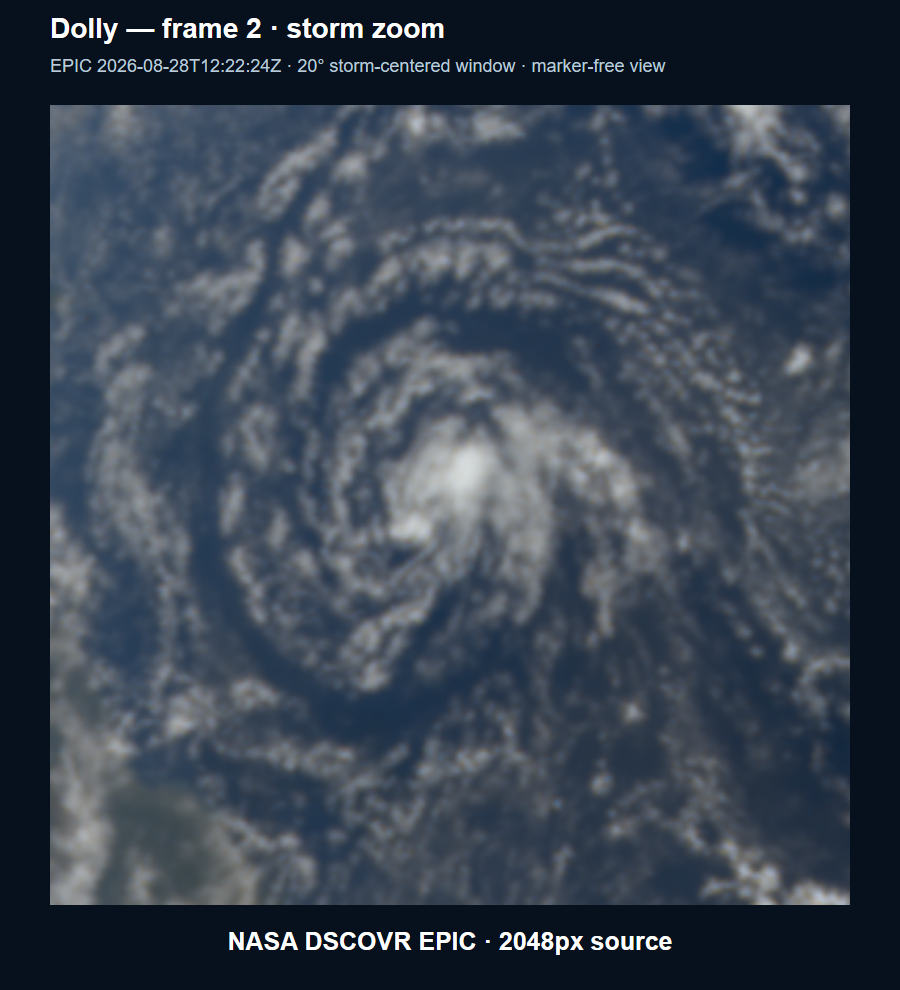 Dolly — frame 2 · storm zoom
EPIC 2026-08-28T12:22:24Z · 20° storm-centered window · marker-free view
NASA DSCOVR EPIC · 2048px source